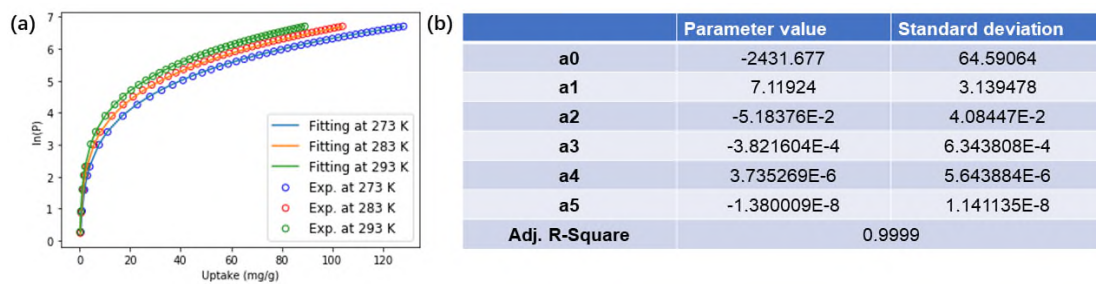 (a)
7
6
5
4
3
2
1
0
ln(P)
Fitting at 273 K
Fitting at 283 K
Fitting at 293 K
Exp. at 273 K
Exp. at 283 K
Exp. at 293 K
0 20 40 60 80 100 120
Uptake (mg/g)
(b)
Parameter value Standard deviation
a0 -2431.677 64.59064
a1 7.11924 3.139478
a2 -5.18376E-2 4.08447E-2
a3 -3.821604E-4 6.343808E-4
a4 3.735269E-6 5.643884E-6
a5 -1.380009E-8 1.141135E-8
Adj. R-Square 0.9999